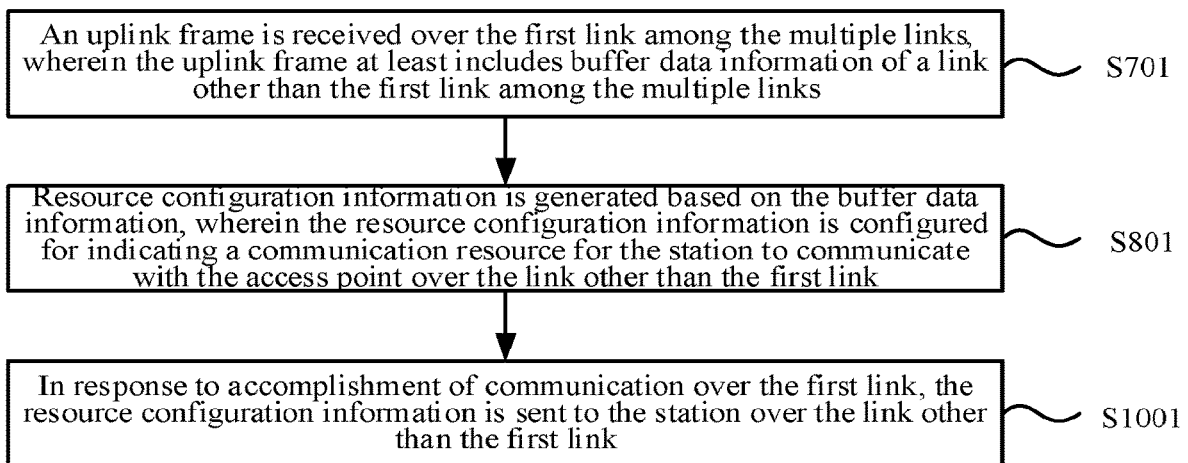 An uplink frame is received over the first link among the multiple links,
wherein the uplink frame at least includes buffer data information of a link
other than the first link among the multiple links
S701
Resource configuration information is generated based on the buffer data
information, wherein the resource configuration information is configured
for indicating a communication resource for the station to communicate
with the access point over the link other than the first link
S801
In response to accomplishment of communication over the first link, the
resource configuration information is sent to the station over the link other
than the first link
S1001